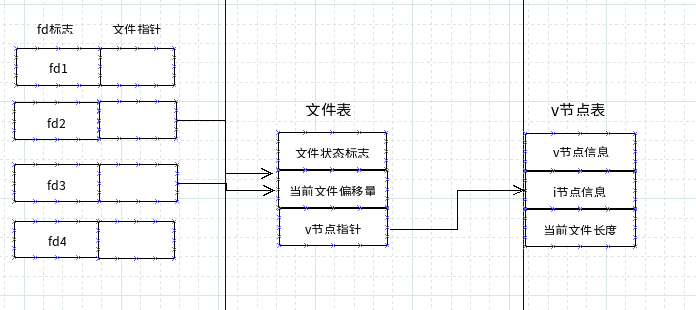 fd标志 文件指针
fd1
fd2
fd3
fd4
文件表
文件状态标志
当前文件偏移量
v节点指针
v节点表
v节点信息
i节点信息
当前文件长度